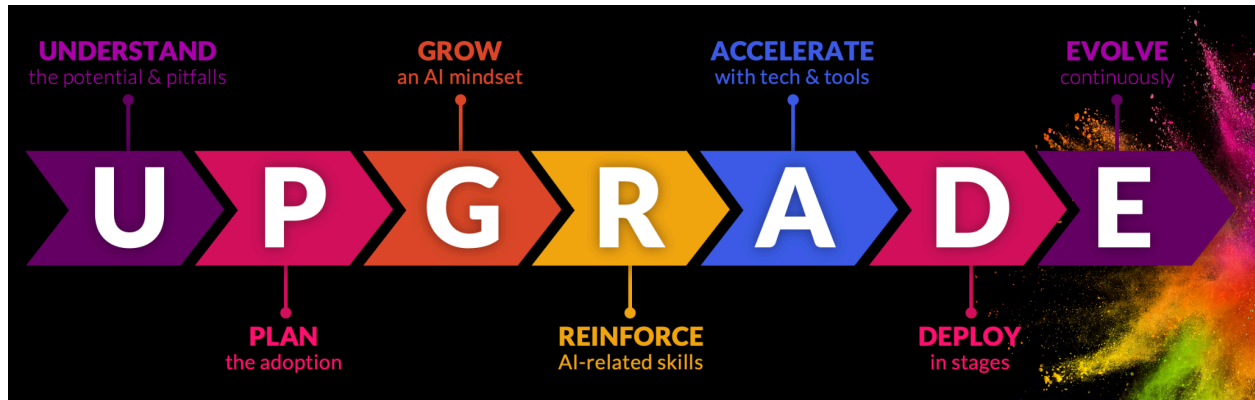 UNDERSTAND
the potential & pitfalls
GROW
an AI mindset
ACCELERATE
with tech & tools
EVOLVE
continuously
U P G R A D E
PLAN
the adoption
REINFORCE
AI-related skills
DEPLOY
in stages